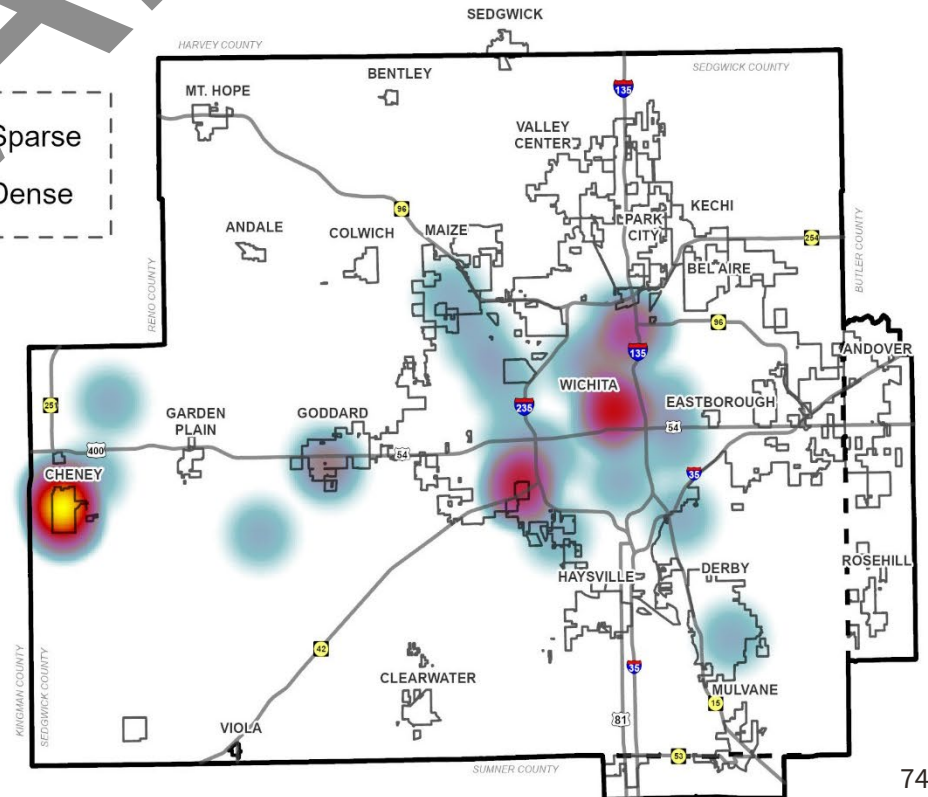 SEDGWICK
HARVEY COUNTY
SEDGWICK COUNTY
BENTLEY
MT. HOPE
135
Sparse
Dense
VALLEY
CENTER
96
KECHI
PARK
CITY
ANDALE
COLWICH
MAIZE
254
BEL AIRE
BUTLER COUNTY
RENO COUNTY
96
135
ANDOVER
WICHITA
251
GARDEN
PLAIN
GODDARD
235
EASTBOROUGH
54
400
54
CHENEY
35
HAYSVILLE
DERBY
ROSEHILL
42
KINGMAN COUNTY
SEDGWICK COUNTY
CLEARWATER
35
MULVANE
15
81
VIOLA
53
SUMNER COUNTY
74